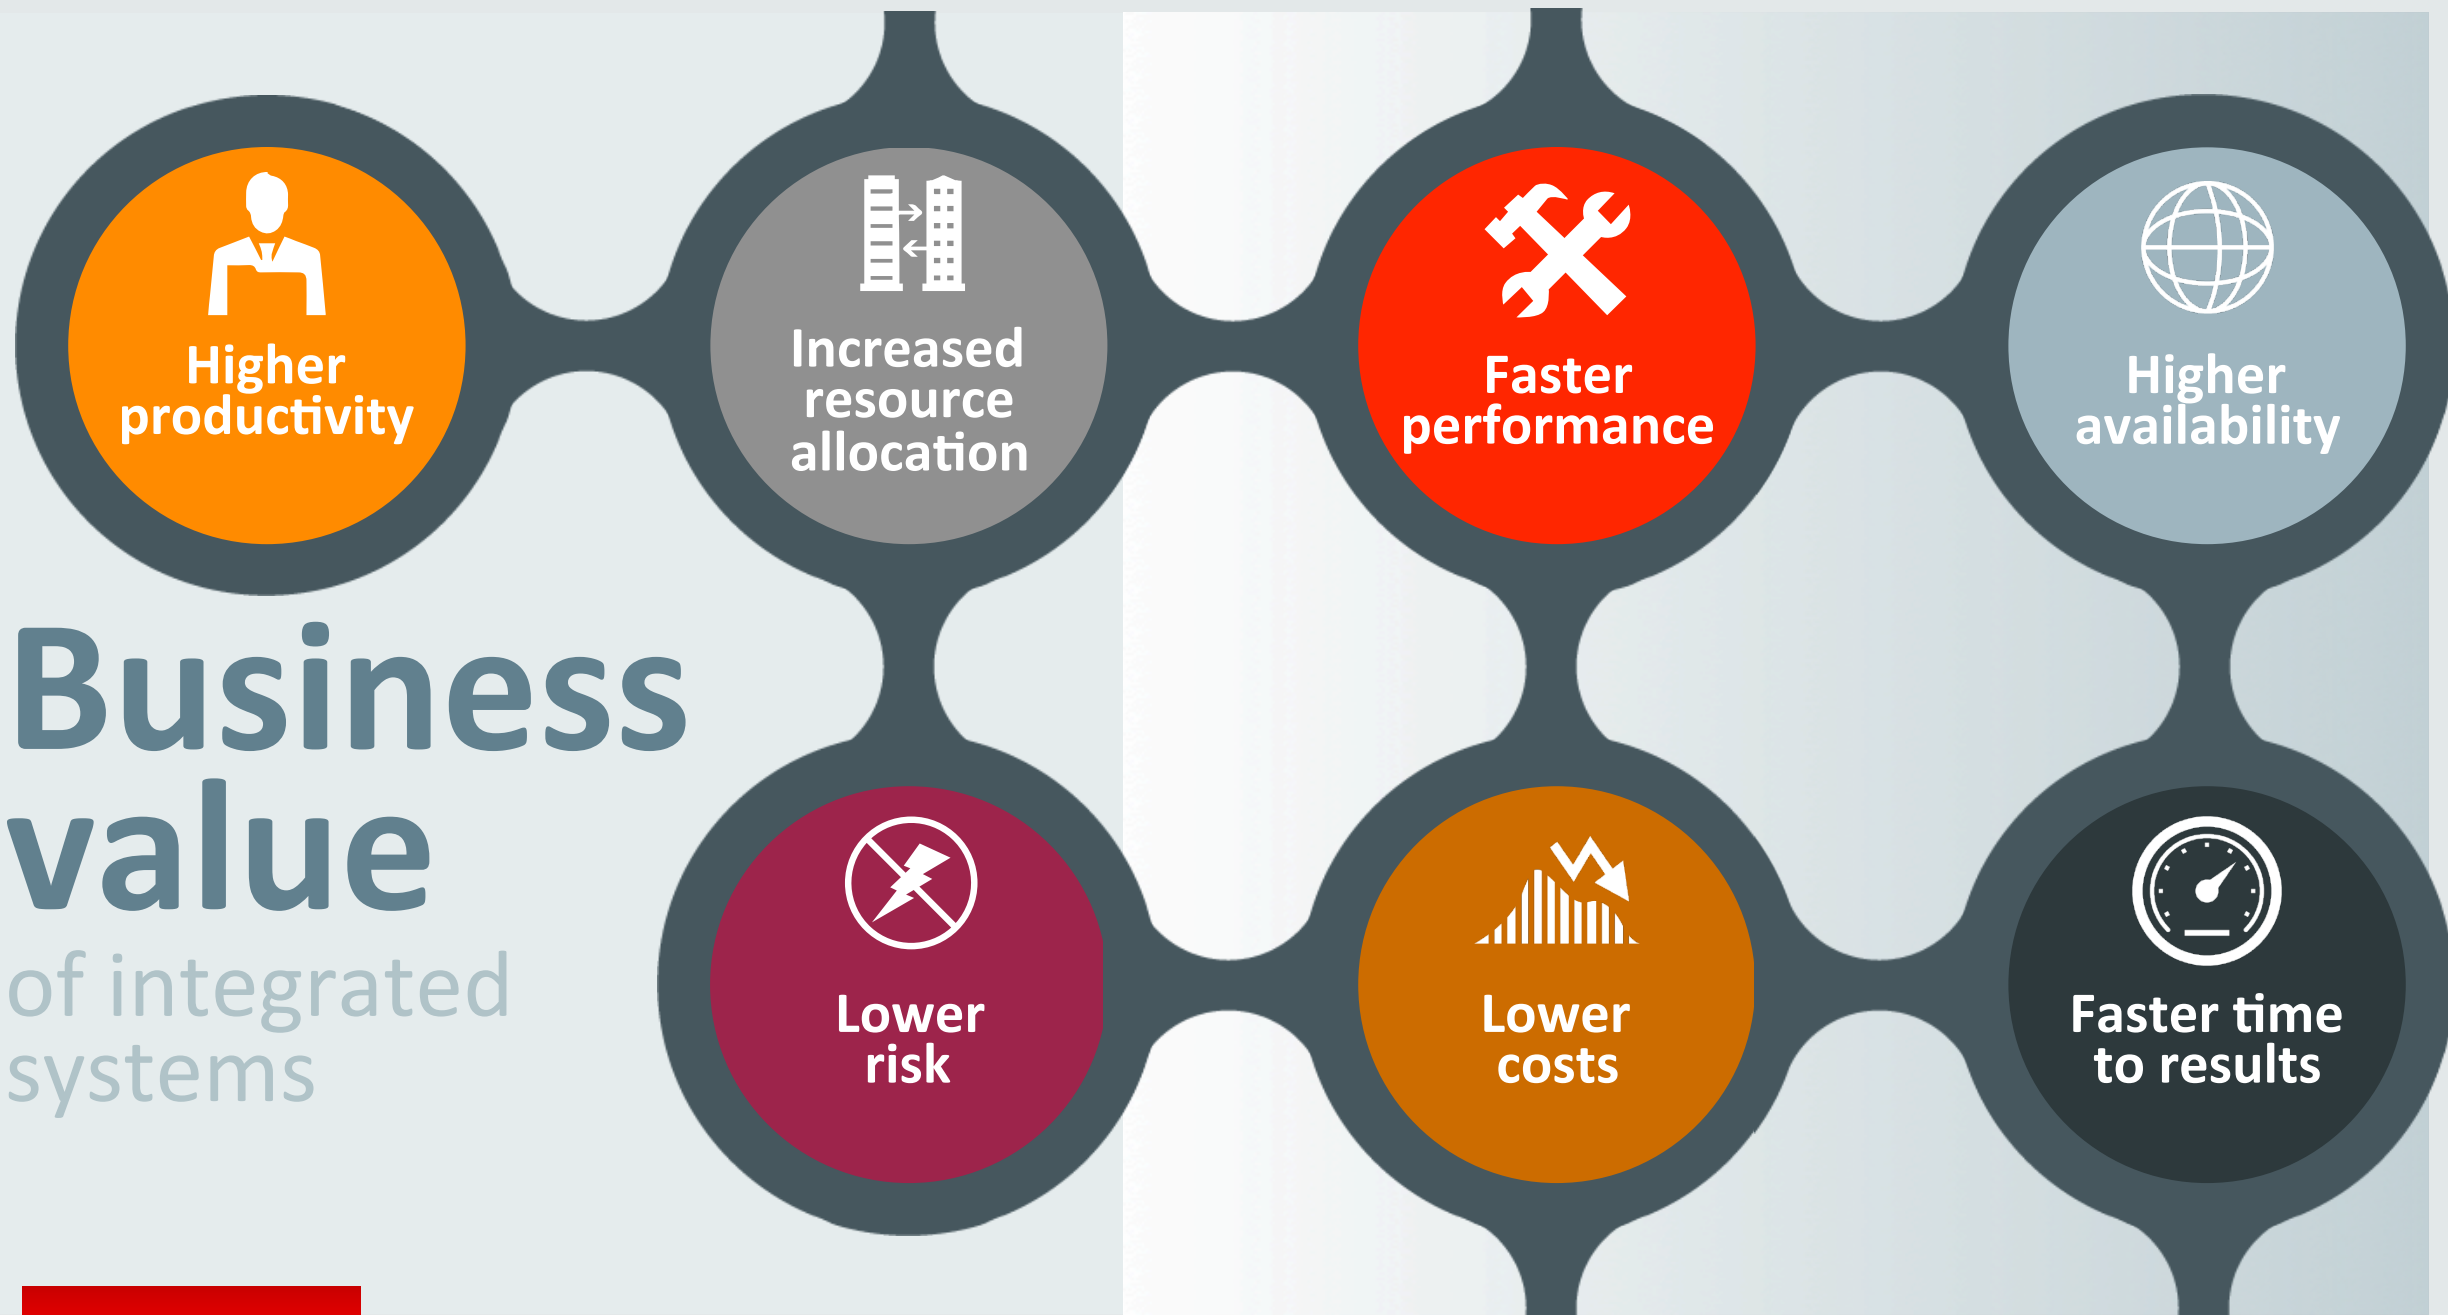 Higher
productivity
Increased
resource
allocation
Faster
performance
Higher
availability
Business
value
of integrated
systems
Lower
risk
Lower
costs
Faster time
to results